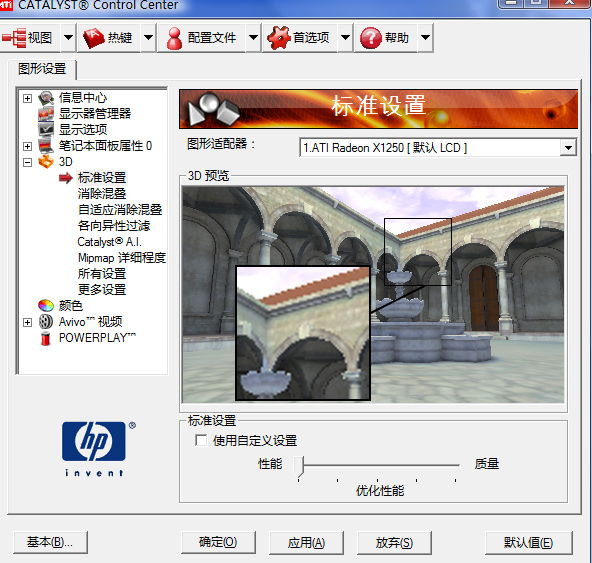 ATI CATALYST® Control Center
视图 热键 配置文件 首选项 帮助
图形设置
信息中心
显示器管理器
显示选项
笔记本面板属性 0
3D
标准设置
消除混叠
自适应消除混叠
各向异性过滤
Catalyst® A.I.
Mipmap 详细程度
所有设置
更多设置
颜色
Avivo™ 视频
POWERPLAY™
hp®
invent
标准设置
图形适配器：
1.ATI Radeon X1250 [ 默认 LCD ]
3D 预览
标准设置
使用自定义设置
性能 质量
优化性能
基本(B)... 确定(O) 应用(A) 放弃(S) 默认值(E)